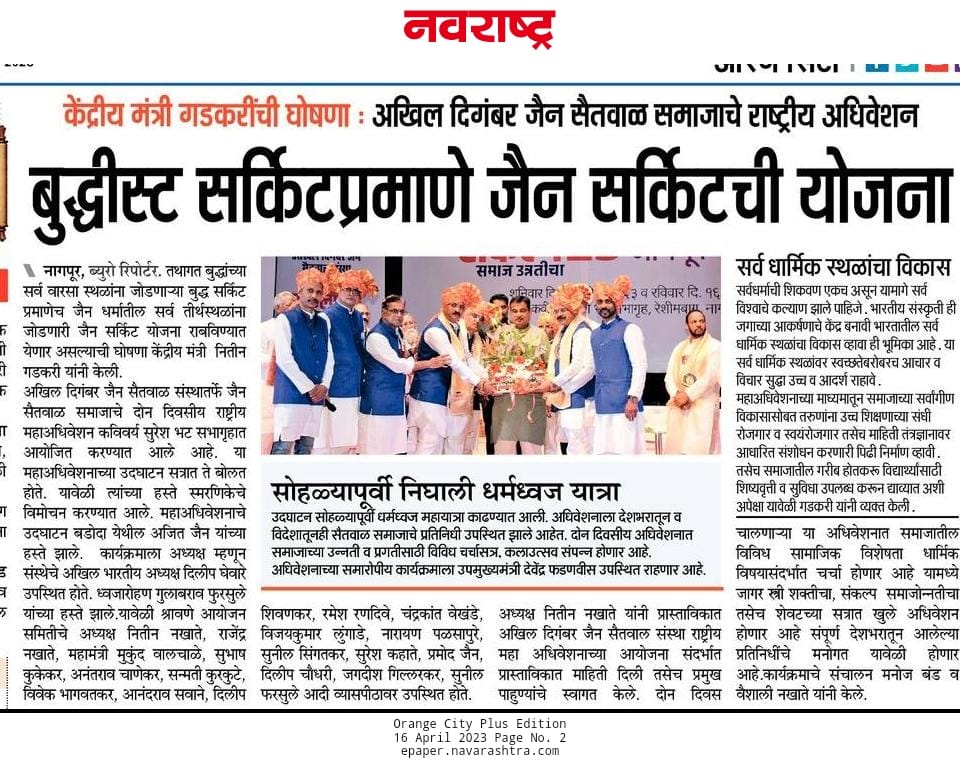 नवराष्ट्र
केंद्रीय मंत्री गडकरींची घोषणा : अखिल दिगंबर जैन सैतवाळ समाजाचे राष्ट्रीय अधिवेशन
बुद्धीस्ट सर्किटप्रमाणे जैन सर्किटची योजना
नागपूर, ब्युरो रिपोर्टर. तथागत बुद्धांच्या
सर्व वारसा स्थळांना जोडणाऱ्या बुद्ध सर्किट
प्रमाणेच जैन धर्मातील सर्व तीर्थस्थळांना
जोडणारी जैन सर्किट योजना राबविण्यात
येणार असल्याची घोषणा केंद्रीय मंत्री नितीन
गडकरी यांनी केली.
अखिल दिगंबर जैन सैतवाळ संस्थातर्फे जैन
सैतवाळ समाजाचे दोन दिवसीय राष्ट्रीय
महाअधिवेशन कविवर्य सुरेश भट सभागृहात
आयोजित करण्यात आले आहे. या
महाअधिवेशनाच्या उदघाटन सत्रात ते बोलत
होते. यावेळी त्यांच्या हस्ते स्मरणिकेचे
विमोचन करण्यात आले. महाअधिवेशनाचे
उदघाटन बडोदा येथील अजित जैन यांच्या
हस्ते झाले. कार्यक्रमाला अध्यक्ष म्हणून
संस्थेचे अखिल भारतीय अध्यक्ष दिलीप घेवारे
उपस्थित होते. ध्वजारोहण गुलाबराव फुरसुले
यांच्या हस्ते झाले.यावेळी श्रावणे आयोजन
समितीचे अध्यक्ष नितीन नखाते, राजेंद्र
नखाते, महामंत्री मुकुंद वालचाळे, सुभाष
कुकेकर, अनंतराव चाणेकर, सन्मती कुरकुटे,
विवेक भागवतकर, आनंदराव सवाने, दिलीप
समाज उन्नतीचा
सोहळ्यापूर्वी निघाली धर्मध्वज यात्रा
उदघाटन सोहळ्यापूर्वी धर्मध्वज महायात्रा काढण्यात आली. अधिवेशनाला देशभरातून व
विदेशातूनही सैतवाळ समाजाचे प्रतिनिधी उपस्थित झाले आहेत. दोन दिवसीय अधिवेशनात
समाजाच्या उन्नती व प्रगतीसाठी विविध चर्चासत्र, कलाउत्सव संपन्न होणार आहे.
अधिवेशनाच्या समारोपीय कार्यक्रमाला उपमुख्यमंत्री देवेंद्र फडणवीस उपस्थित राहणार आहे.
शिवणकर, रमेश रणदिवे, चंद्रकांत वेखंडे,
विजयकुमार लुंगाडे, नारायण पळसापुरे,
सुनील सिंगतकर, सुरेश कहाते, प्रमोद जैन,
दिलीप चौधरी, जगदीश गिल्लरकर, सुनील
फरसुले आदी व्यासपीठावर उपस्थित होते.
अध्यक्ष नितीन नखाते यांनी प्रास्ताविकात
अखिल दिगंबर जैन सैतवाळ संस्था राष्ट्रीय
महा अधिवेशनाच्या आयोजना संदर्भात
प्रास्ताविकात माहिती दिली तसेच प्रमुख
पाहुण्यांचे स्वागत केले. दोन दिवस
सर्व धार्मिक स्थळांचा विकास
सर्वधर्माची शिकवण एकच असून यामागे सर्व
विश्वाचे कल्याण झाले पाहिजे. भारतीय संस्कृती ही
जगाच्या आकर्षणाचे केंद्र बनावी भारतातील सर्व
धार्मिक स्थळांचा विकास व्हावा ही भूमिका आहे. या
सर्व धार्मिक स्थळांवर स्वच्छतेबरोबरच आचार व
विचार सुद्धा उच्च व आदर्श राहावे.
महाअधिवेशनाच्या माध्यमातून समाजाच्या सर्वांगीण
विकासासोबत तरुणांना उच्च शिक्षणाच्या संधी
रोजगार व स्वयंरोजगार तसेच माहिती तंत्रज्ञानावर
आधारित संशोधन करणारी पिढी निर्माण व्हावी.
तसेच समाजातील गरीब होतकरू विद्यार्थ्यांसाठी
शिष्यवृत्ती व सुविधा उपलब्ध करून द्याव्यात अशी
अपेक्षा यावेळी गडकरी यांनी व्यक्त केली.
चालणाऱ्या या अधिवेशनात समाजातील
विविध सामाजिक विशेषता धार्मिक
विषयासंदर्भात चर्चा होणार आहे यामध्ये
जागर स्त्री शक्तीचा, संकल्प समाजोन्नतीचा
तसेच शेवटच्या सत्रात खुले अधिवेशन
होणार आहे संपूर्ण देशभरातून आलेल्या
प्रतिनिधींचे मनोगत यावेळी होणार
आहे.कार्यक्रमाचे संचालन मनोज बंड व
वैशाली नखाते यांनी केले.
Orange City Plus Edition
16 April 2023 Page No. 2
epaper.navarashtra.com